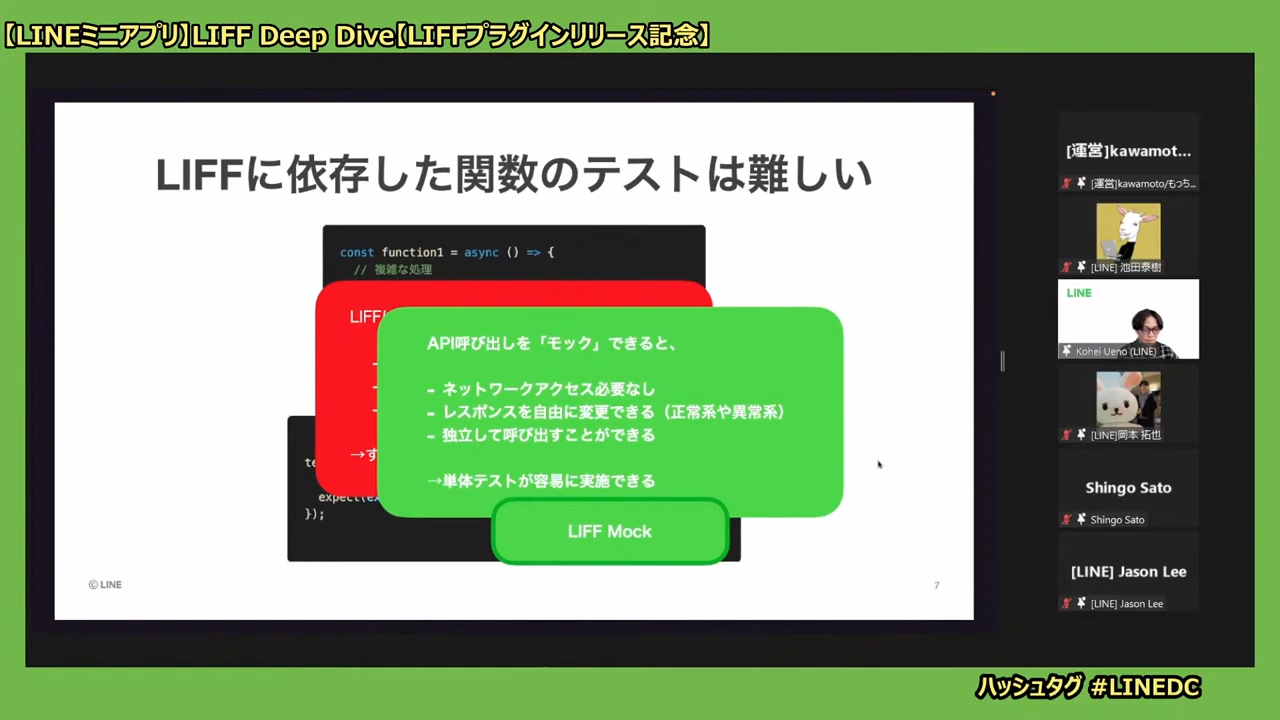 【LINEミニアプリ】LIFF Deep Dive【LIFFプラグインリリース記念】
LIFFに依存した関数のテストは難しい
const function1 = async () => {
// 複雑な処理
LIFF
API呼び出しを「モック」できると、
- ネットワークアクセス必要なし
- レスポンスを自由に変更できる（正常系や異常系）
- 独立して呼び出すことができる
→単体テストが容易に実施できる
→す
te
expect(
});
LIFF Mock
© LINE
7
[運営]kawamot...
[運営]kawamoto/もっち...
[LINE] 池田泰樹
LINE
Kohei Ueno (LINE)
[LINE]岡本 拓也
Shingo Sato
Shingo Sato
[LINE] Jason Lee
[LINE] Jason Lee
ハッシュタグ #LINEDC